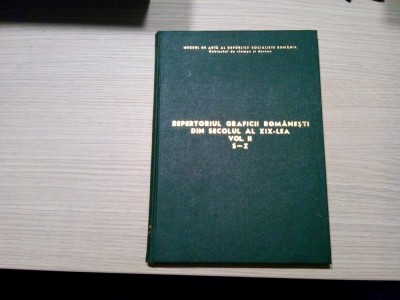 MUZEUL DE ARTĂ AL REPUBLICII SOCIALISTE ROMÂNIA
Cabinetul de stampe și desene
REPERTORIUL GRAFICII ROMÂNEȘTI
DIN SECOLUL AL XIX-LEA
VOL. II
S-Z